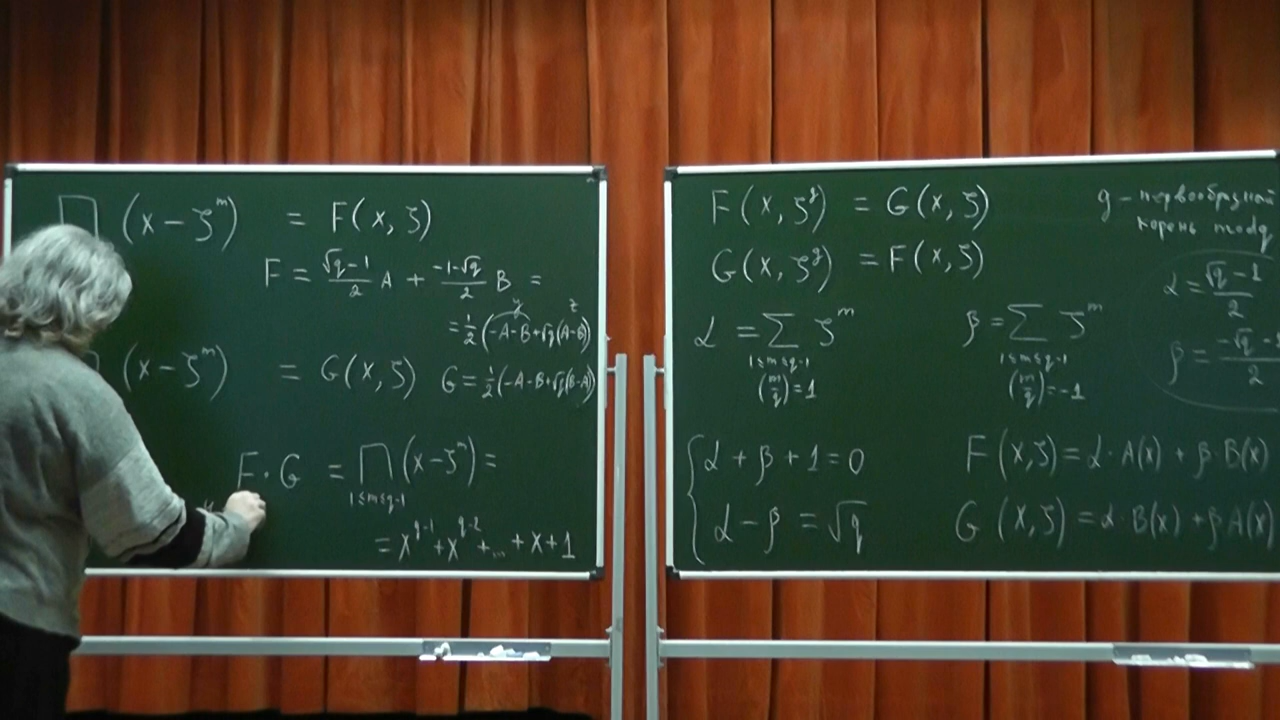 ∏ (x − ζ^m) = F(x, ζ)
F = (√q − 1)/2 A + (−1 − √q)/2 B =
y z
= 1/2 (−A − B + √q(A−B))
(x − ζ^m) = G(x, ζ) G = 1/2 (−A − B + √q(B−A))
F · G = ∏ (x − ζ^m) =
1≤m≤q−1
= x^{q−1} + x^{q−2} + ... + x + 1
F(x, ζ^g) = G(x, ζ)
G(x, ζ^g) = F(x, ζ)
g – первообразный
корень mod q
α = (√q − 1)/2
α = ∑ ζ^m β = ∑ ζ^m
1≤m≤q−1 1≤m≤q−1
(m/q) = 1 (m/q) = −1
β = (−√q −)/2
α + β + 1 = 0
α − β = √q
F(x, ζ) = α · A(x) + β · B(x)
G(x, ζ) = α · B(x) + β A(x)